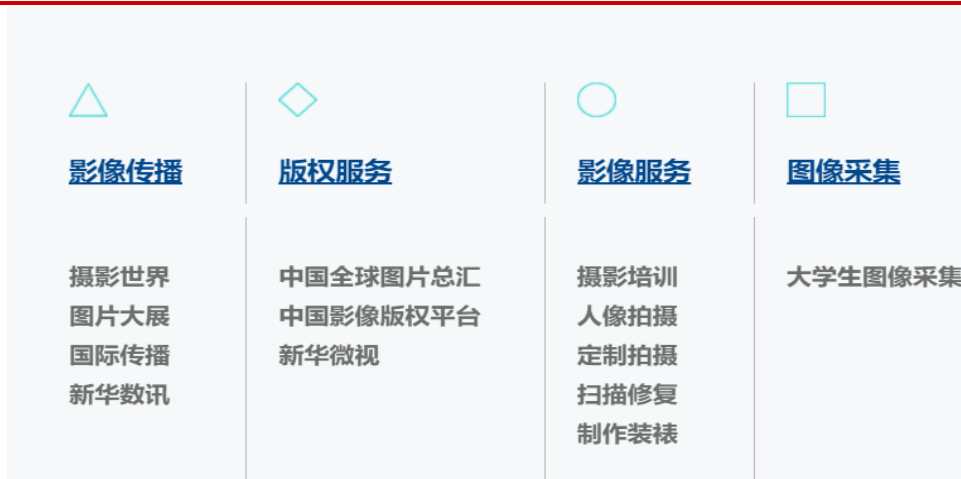 影像传播
版权服务
影像服务
图像采集
摄影世界
图片大展
国际传播
新华数讯
中国全球图片总汇
中国影像版权平台
新华微视
摄影培训
人像拍摄
定制拍摄
扫描修复
制作装裱
大学生图像采集